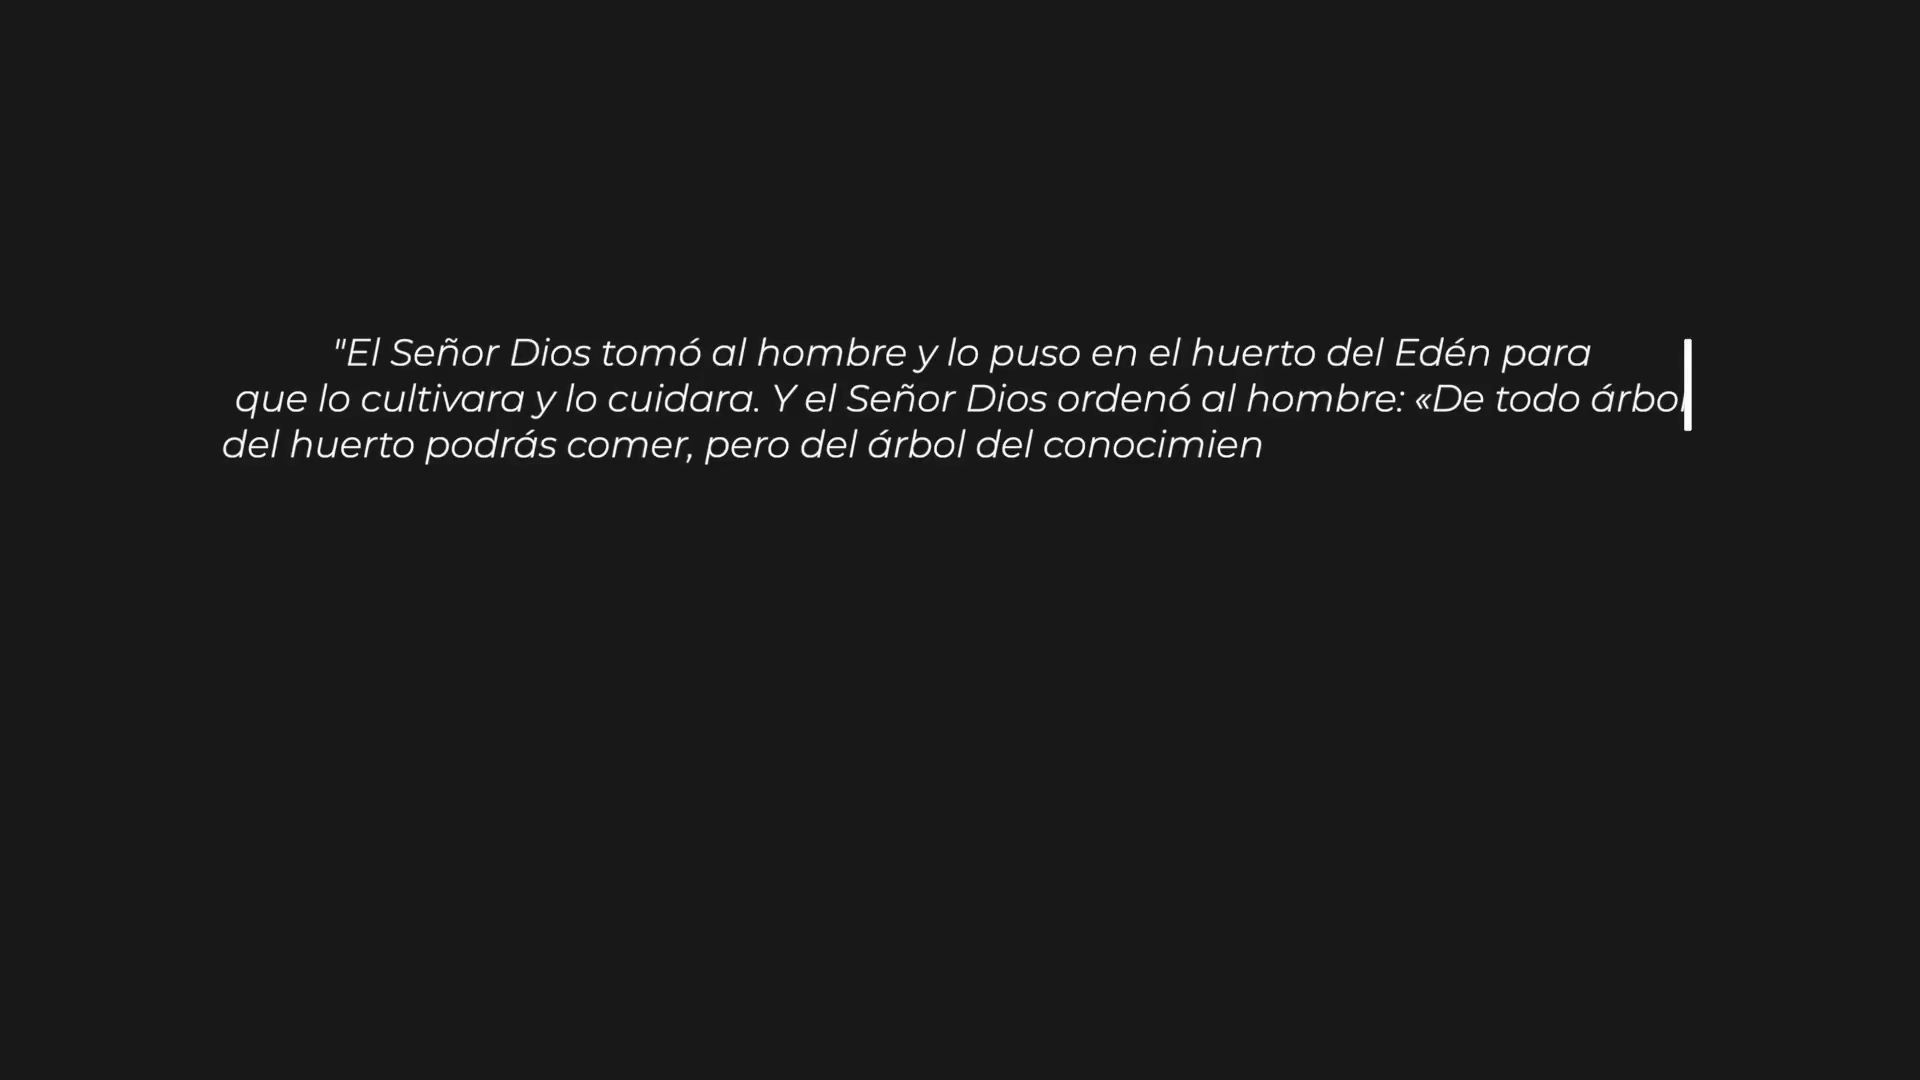 "El Señor Dios tomó al hombre y lo puso en el huerto del Edén para
que lo cultivara y lo cuidara. Y el Señor Dios ordenó al hombre: «De todo árbol
del huerto podrás comer, pero del árbol del conocimien